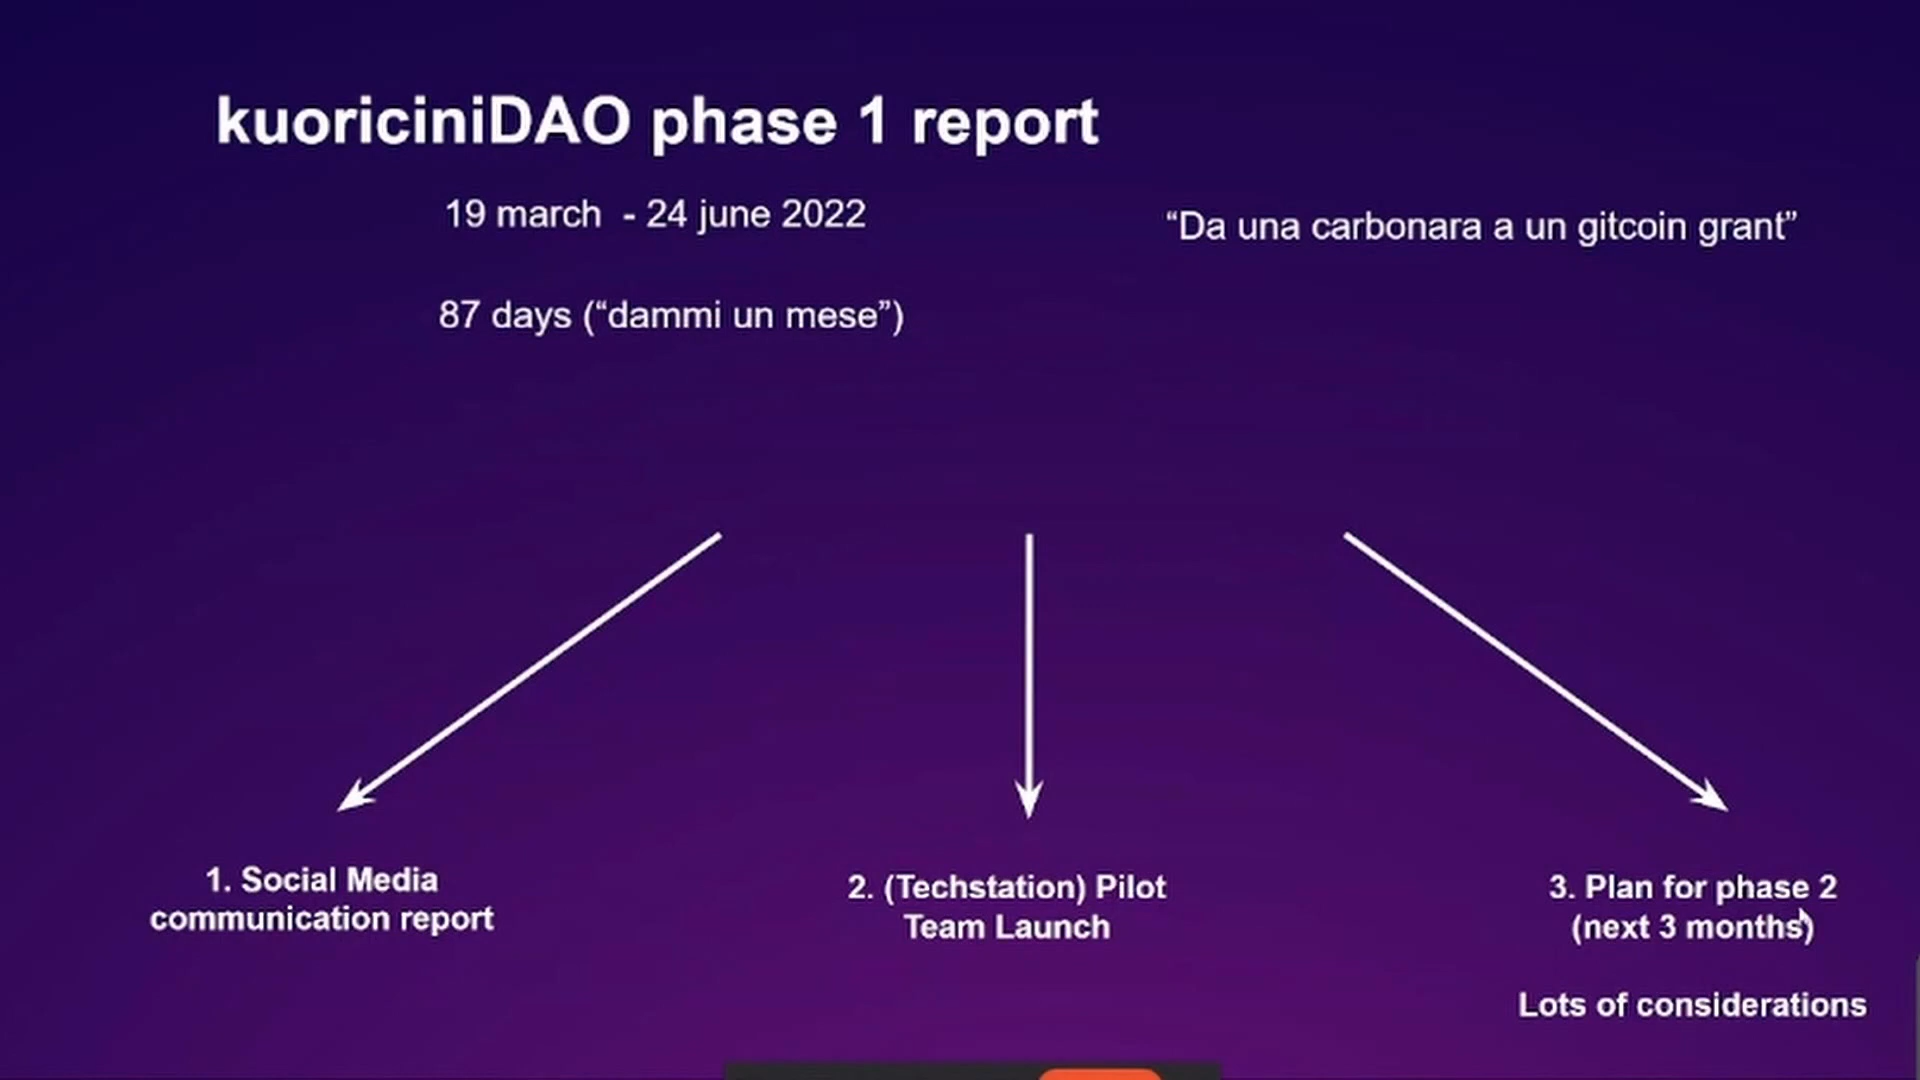 kuoriciniDAO phase 1 report
19 march - 24 june 2022
“Da una carbonara a un gitcoin grant”
87 days (“dammi un mese”)
1. Social Media
communication report
2. (Techstation) Pilot
Team Launch
3. Plan for phase 2
(next 3 months)
Lots of considerations